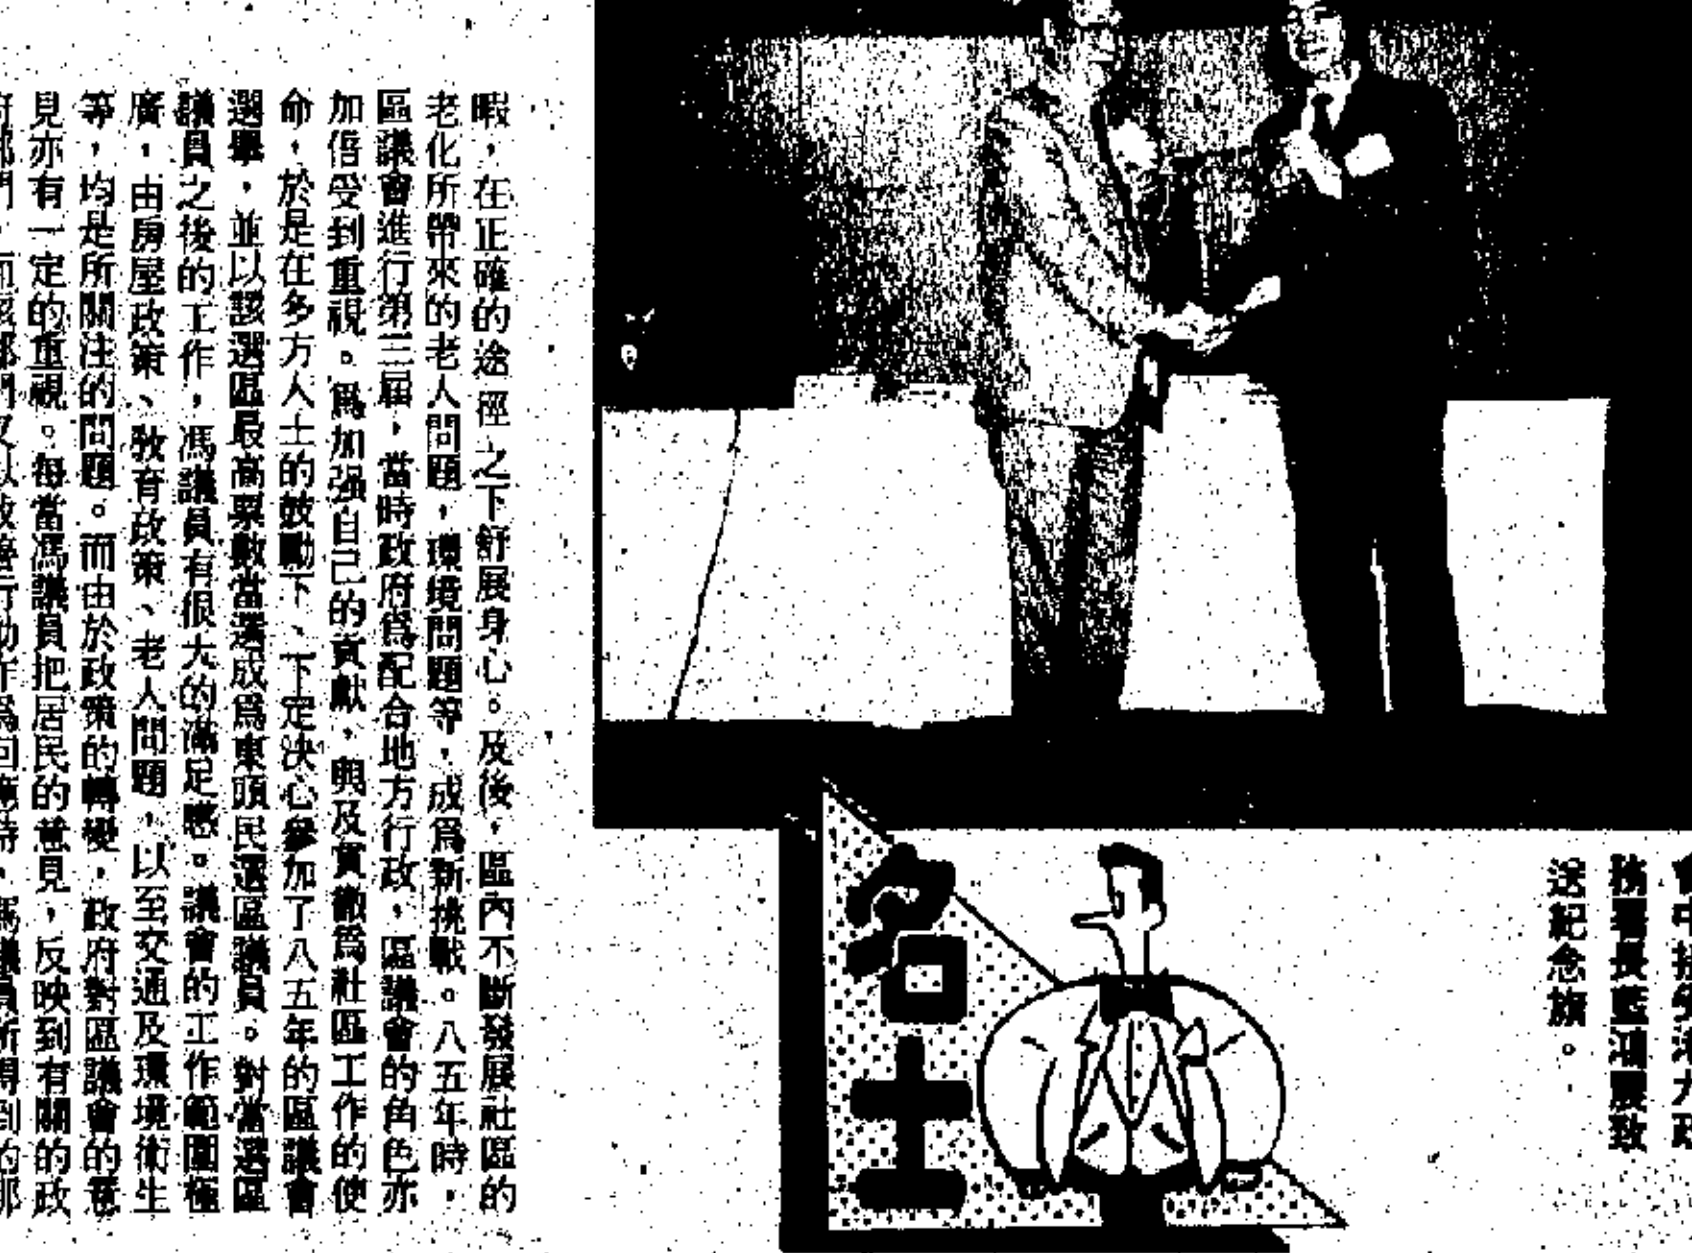 務署長藍鴻展致
送紀念旗。
名士
暇，在正確的途徑之下舒展身心。及後，區內不斷發展社區的
老化所帶來的老人問題，環境問題等，成爲新挑戰。八五年時，
區議會進行第三屆，當時政府爲配合地方行政，區議會的角色亦
加倍受到重視。爲加强自己的貢獻，與及貫徹爲社區工作的使
命，於是在多方人士的鼓勵下、下定決心參加了八五年的區議會
選舉，並以該選區最高票數當選成爲東頭民選區議員。對當選區
議員之後的工作，馮議員有很大的滿足感。議會的工作範圍極
廣，由房屋政策、敎育政策、老人問題，以至交通及環境衛生
等，均是所關注的問題。而由於政策的轉變，政府對區議會的意
見亦有一定的重視。每當馮議員把居民的意見，反映到有關的政